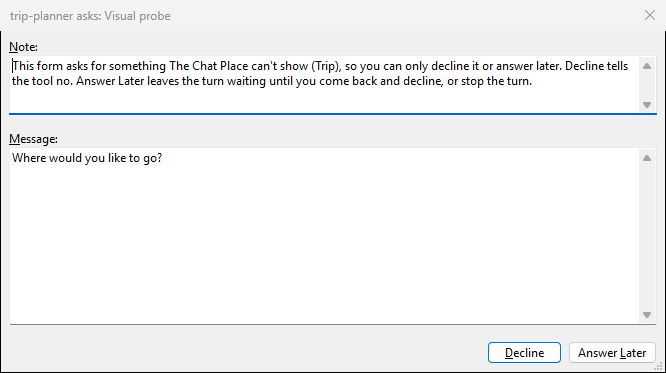 trip-planner asks: Visual probe
Note:
This form asks for something The Chat Place can't show (Trip), so you can only decline it or answer later. Decline tells
the tool no. Answer Later leaves the turn waiting until you come back and decline, or stop the turn.
Message:
Where would you like to go?
Decline
Answer Later